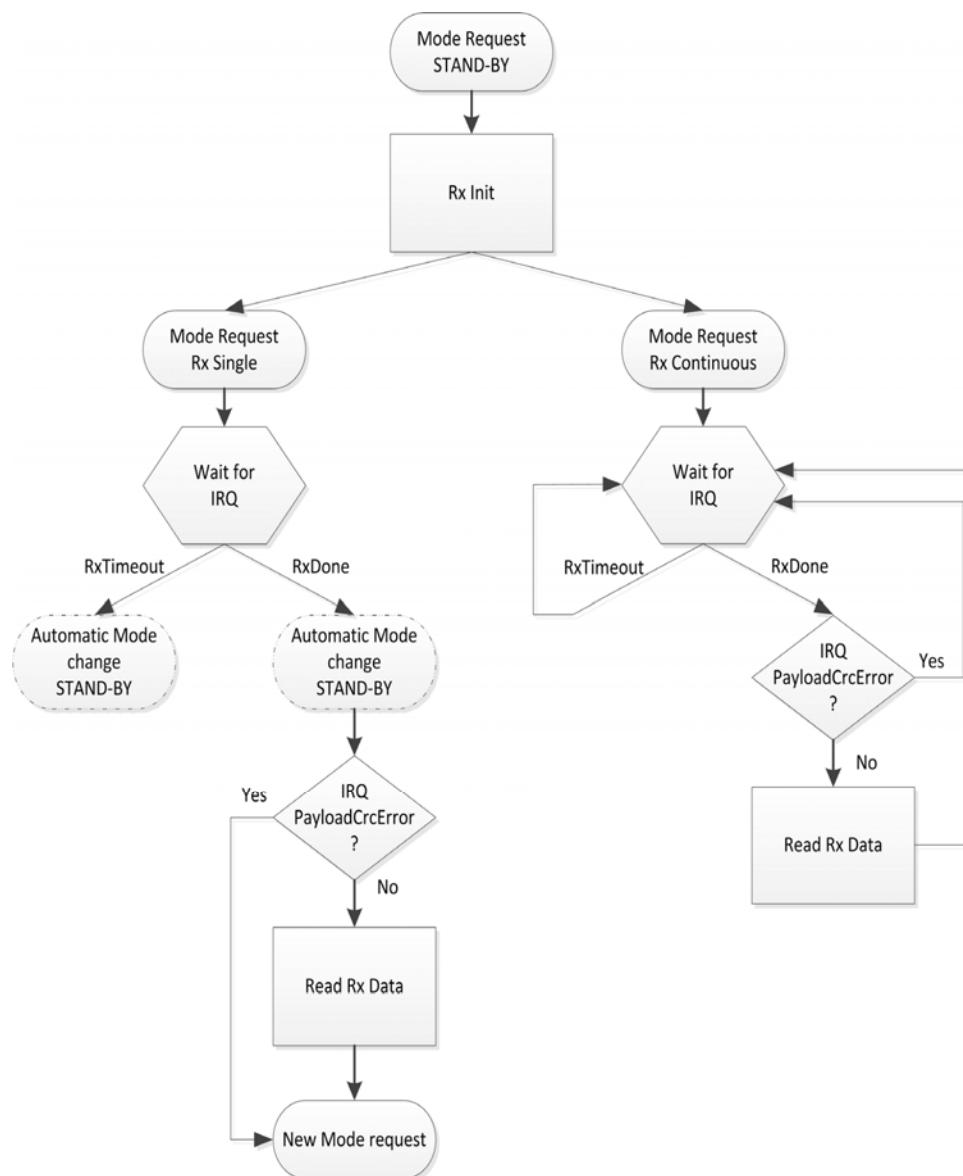 Mode Request
STAND-BY
Rx Init
Mode Request
Rx Single
Mode Request
Rx Continuous
Wait for
IRQ
Wait for
IRQ
RxTimeout
RxDone
RxTimeout
RxDone
Automatic Mode
change
STAND-BY
Automatic Mode
change
STAND-BY
IRQ
PayloadCrcError
?
Yes
No
Read Rx Data
Yes
IRQ
PayloadCrcError
?
No
Read Rx Data
New Mode request